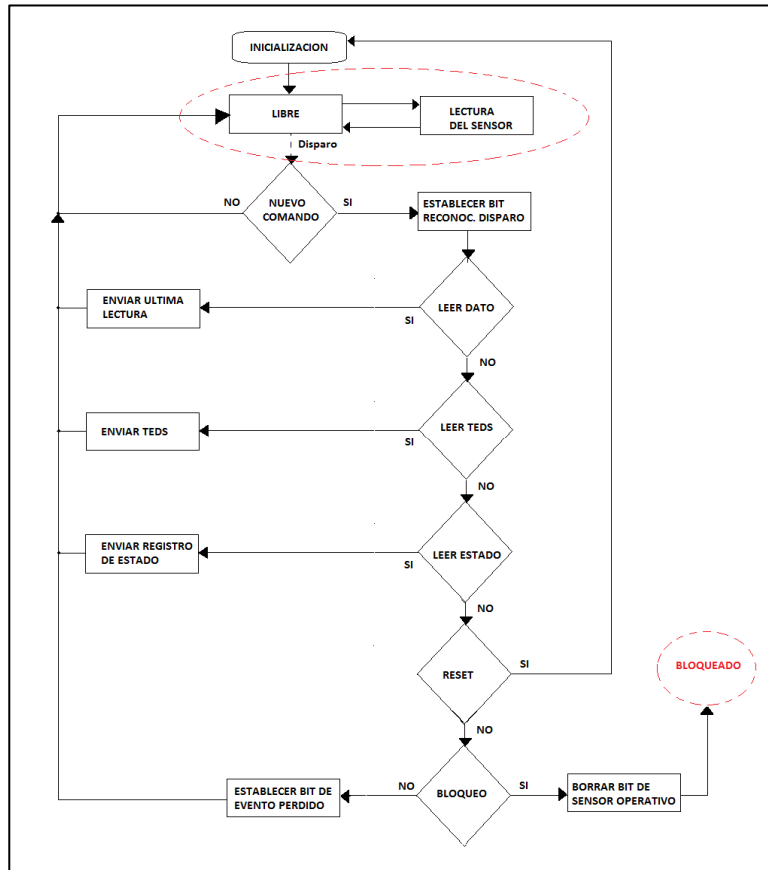 INICIALIZACION
LIBRE
LECTURA
DEL SENSOR
Disparo
NO
NUEVO
COMANDO
SI
ESTABLECER BIT
RECONOC. DISPARO
ENVIAR ULTIMA
LECTURA
SI
LEER DATO
NO
ENVIAR TEDS
SI
LEER TEDS
NO
ENVIAR REGISTRO
DE ESTADO
SI
LEER ESTADO
NO
RESET
SI
BLOQUEADO
NO
ESTABLECER BIT DE
EVENTO PERDIDO
NO
BLOQUEO
SI
BORRAR BIT DE
SENSOR OPERATIVO